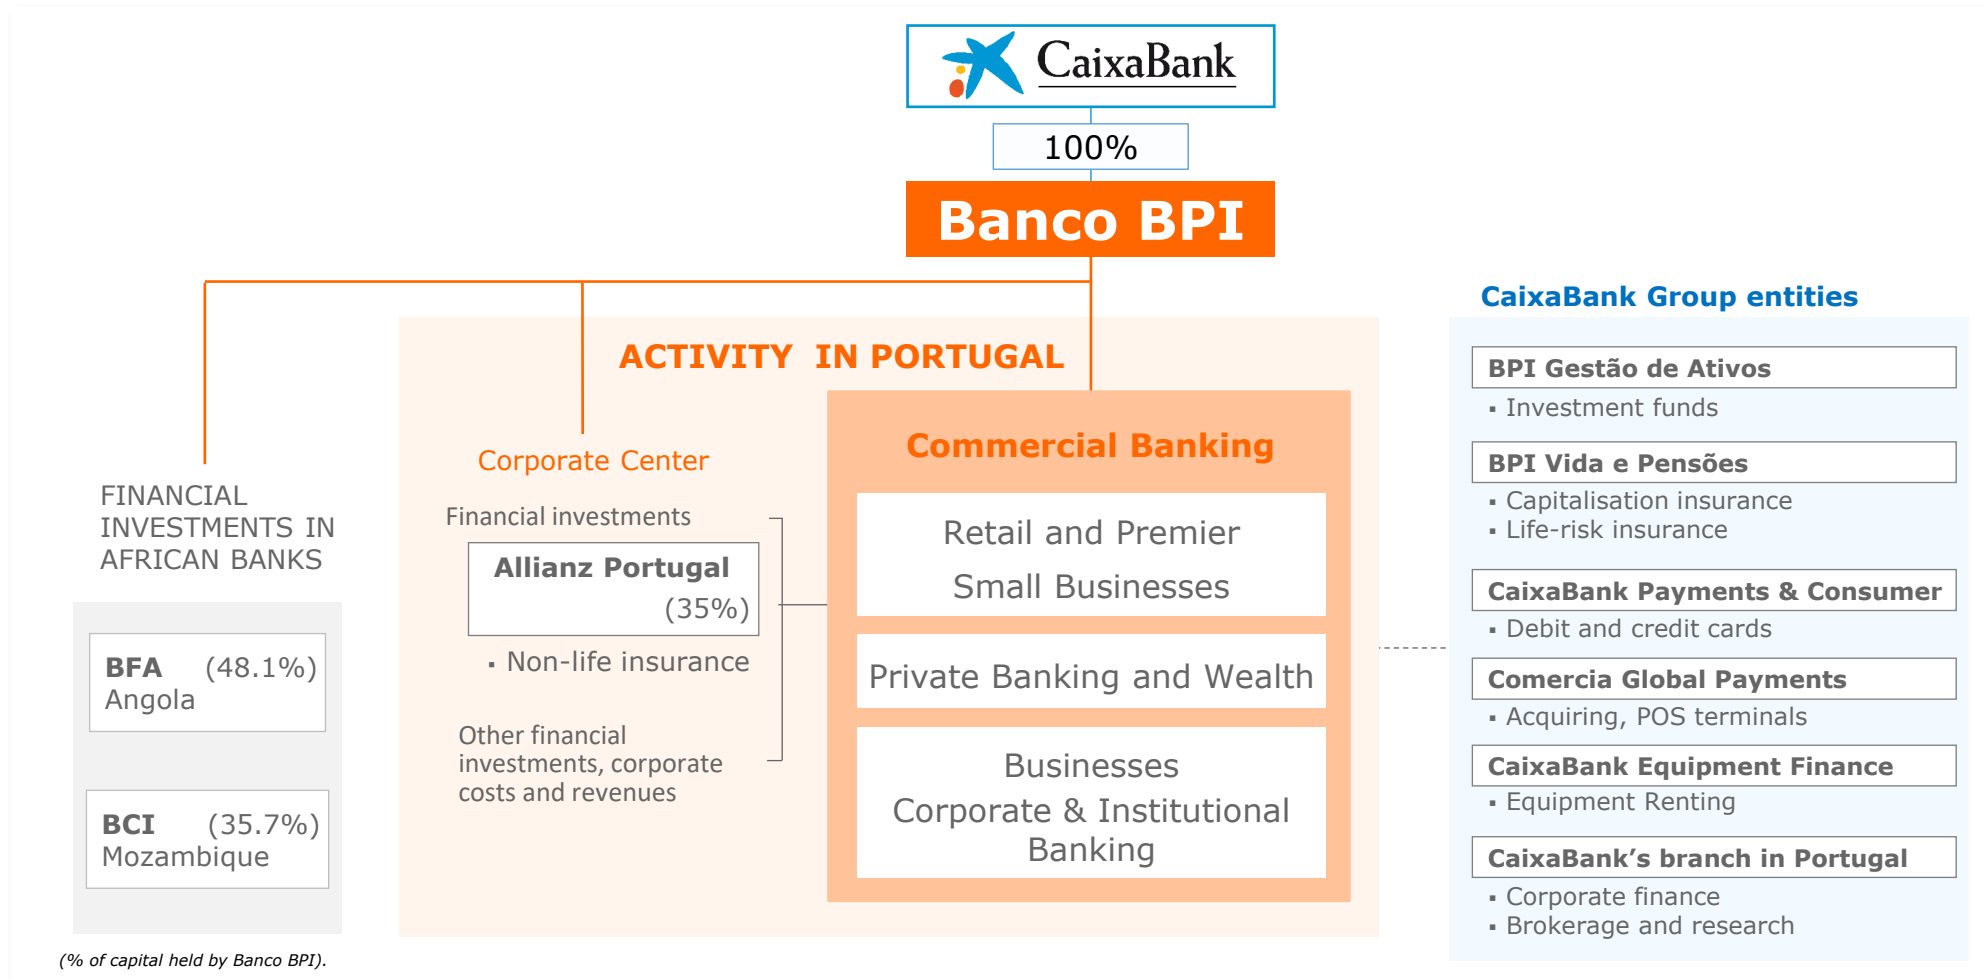 CaixaBank
100%
Banco BPI
FINANCIAL
INVESTMENTS IN
AFRICAN BANKS
BFA (48.1%)
Angola
BCI (35.7%)
Mozambique
(% of capital held by Banco BPI).
ACTIVITY IN PORTUGAL
Corporate Center
Financial investments
Allianz Portugal
(35%)
▪ Non-life insurance
Other financial
investments, corporate
costs and revenues
Commercial Banking
Retail and Premier
Small Businesses
Private Banking and Wealth
Businesses
Corporate & Institutional
Banking
CaixaBank Group entities
BPI Gestão de Ativos
▪ Investment funds
BPI Vida e Pensões
▪ Capitalisation insurance
▪ Life-risk insurance
CaixaBank Payments & Consumer
▪ Debit and credit cards
Comercia Global Payments
▪ Acquiring, POS terminals
CaixaBank Equipment Finance
▪ Equipment Renting
CaixaBank’s branch in Portugal
▪ Corporate finance
▪ Brokerage and research